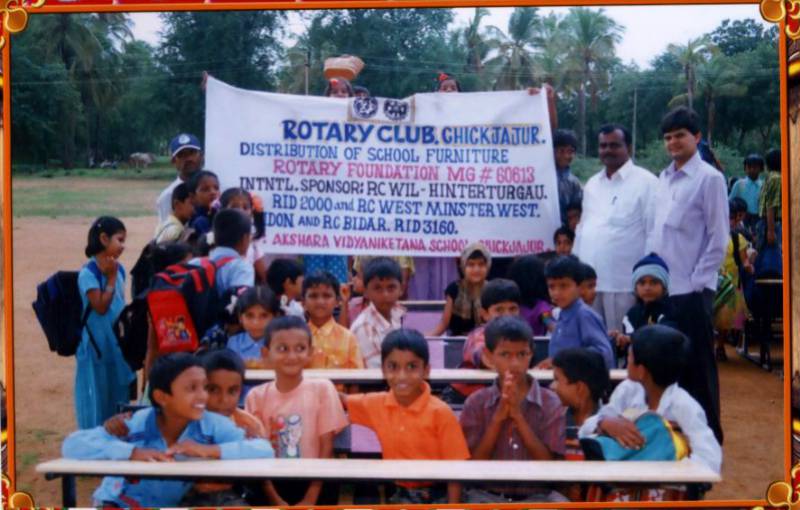 ROTARY CLUB. CHICKJAJUR.
DISTRIBUTION OF SCHOOL FURNITURE
ROTARY FOUNDATION MG # 60613
INTNTL. SPONSOR: RC WIL - HINTERTURGAU.
RID 2000 AND RC WEST MINSTER WEST.
AND RC BIDAR. RID 3160.
AKSHARA VIDYANIKETANA SCHOOL, CHICKJAJUR.